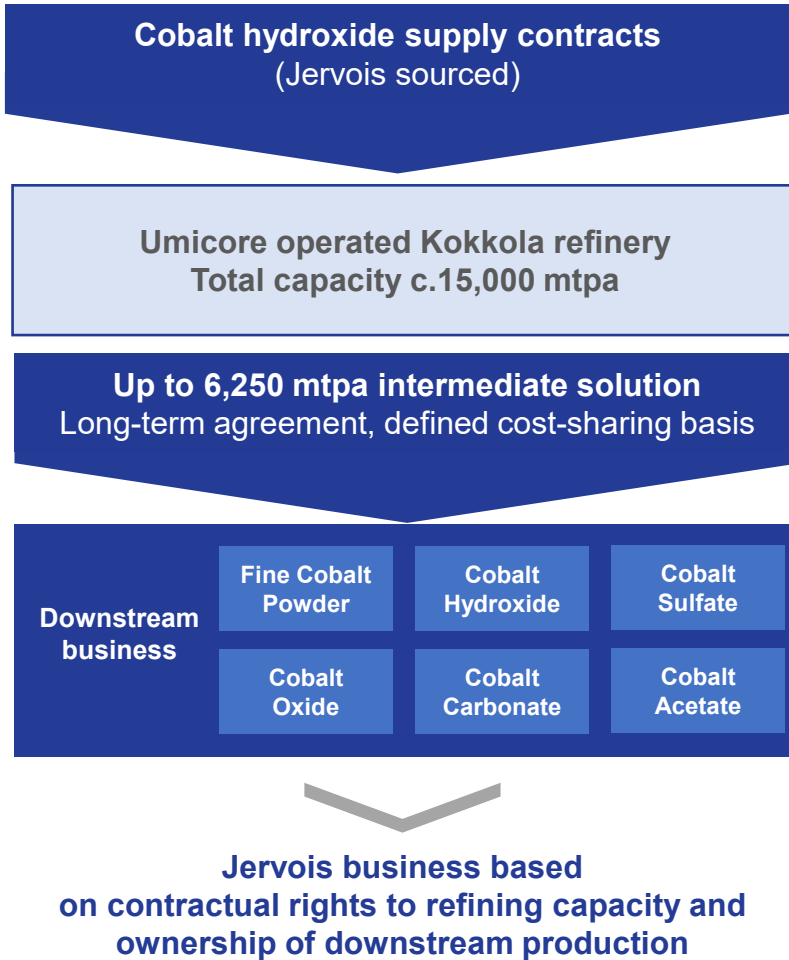 Cobalt hydroxide supply contracts
(Jervois sourced)
Umicore operated Kokkola refinery
Total capacity c.15,000 mtpa
Up to 6,250 mtpa intermediate solution
Long-term agreement, defined cost-sharing basis
Downstream
business
Fine Cobalt
Powder
Cobalt
Hydroxide
Cobalt
Sulfate
Cobalt
Oxide
Cobalt
Carbonate
Cobalt
Acetate
Jervois business based
on contractual rights to refining capacity and
ownership of downstream production